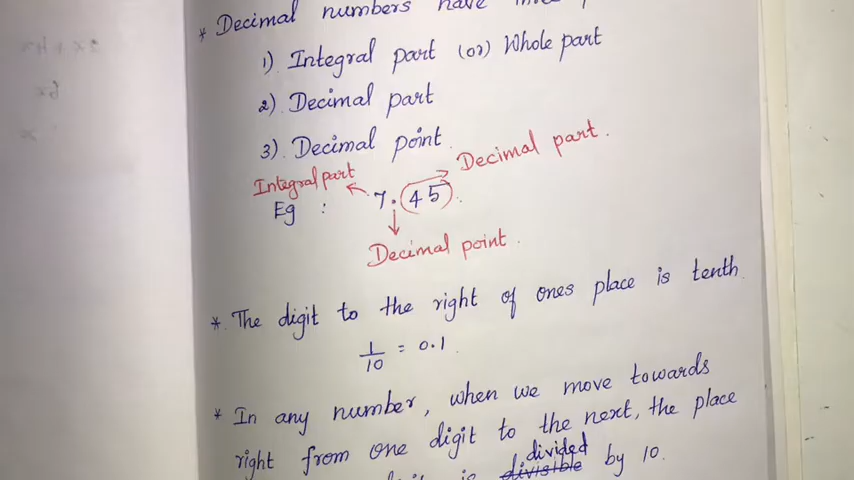 * Decimal numbers have
1) Integral part (or) Whole part
2) Decimal part
3) Decimal point
Decimal part.
Integral part
Eg : 7.45
Decimal point.
* The digit to the right of ones place is tenth
1/10 = 0.1
* In any number, when we move towards
right from one digit to the next, the place
divided
is divisible by 10.